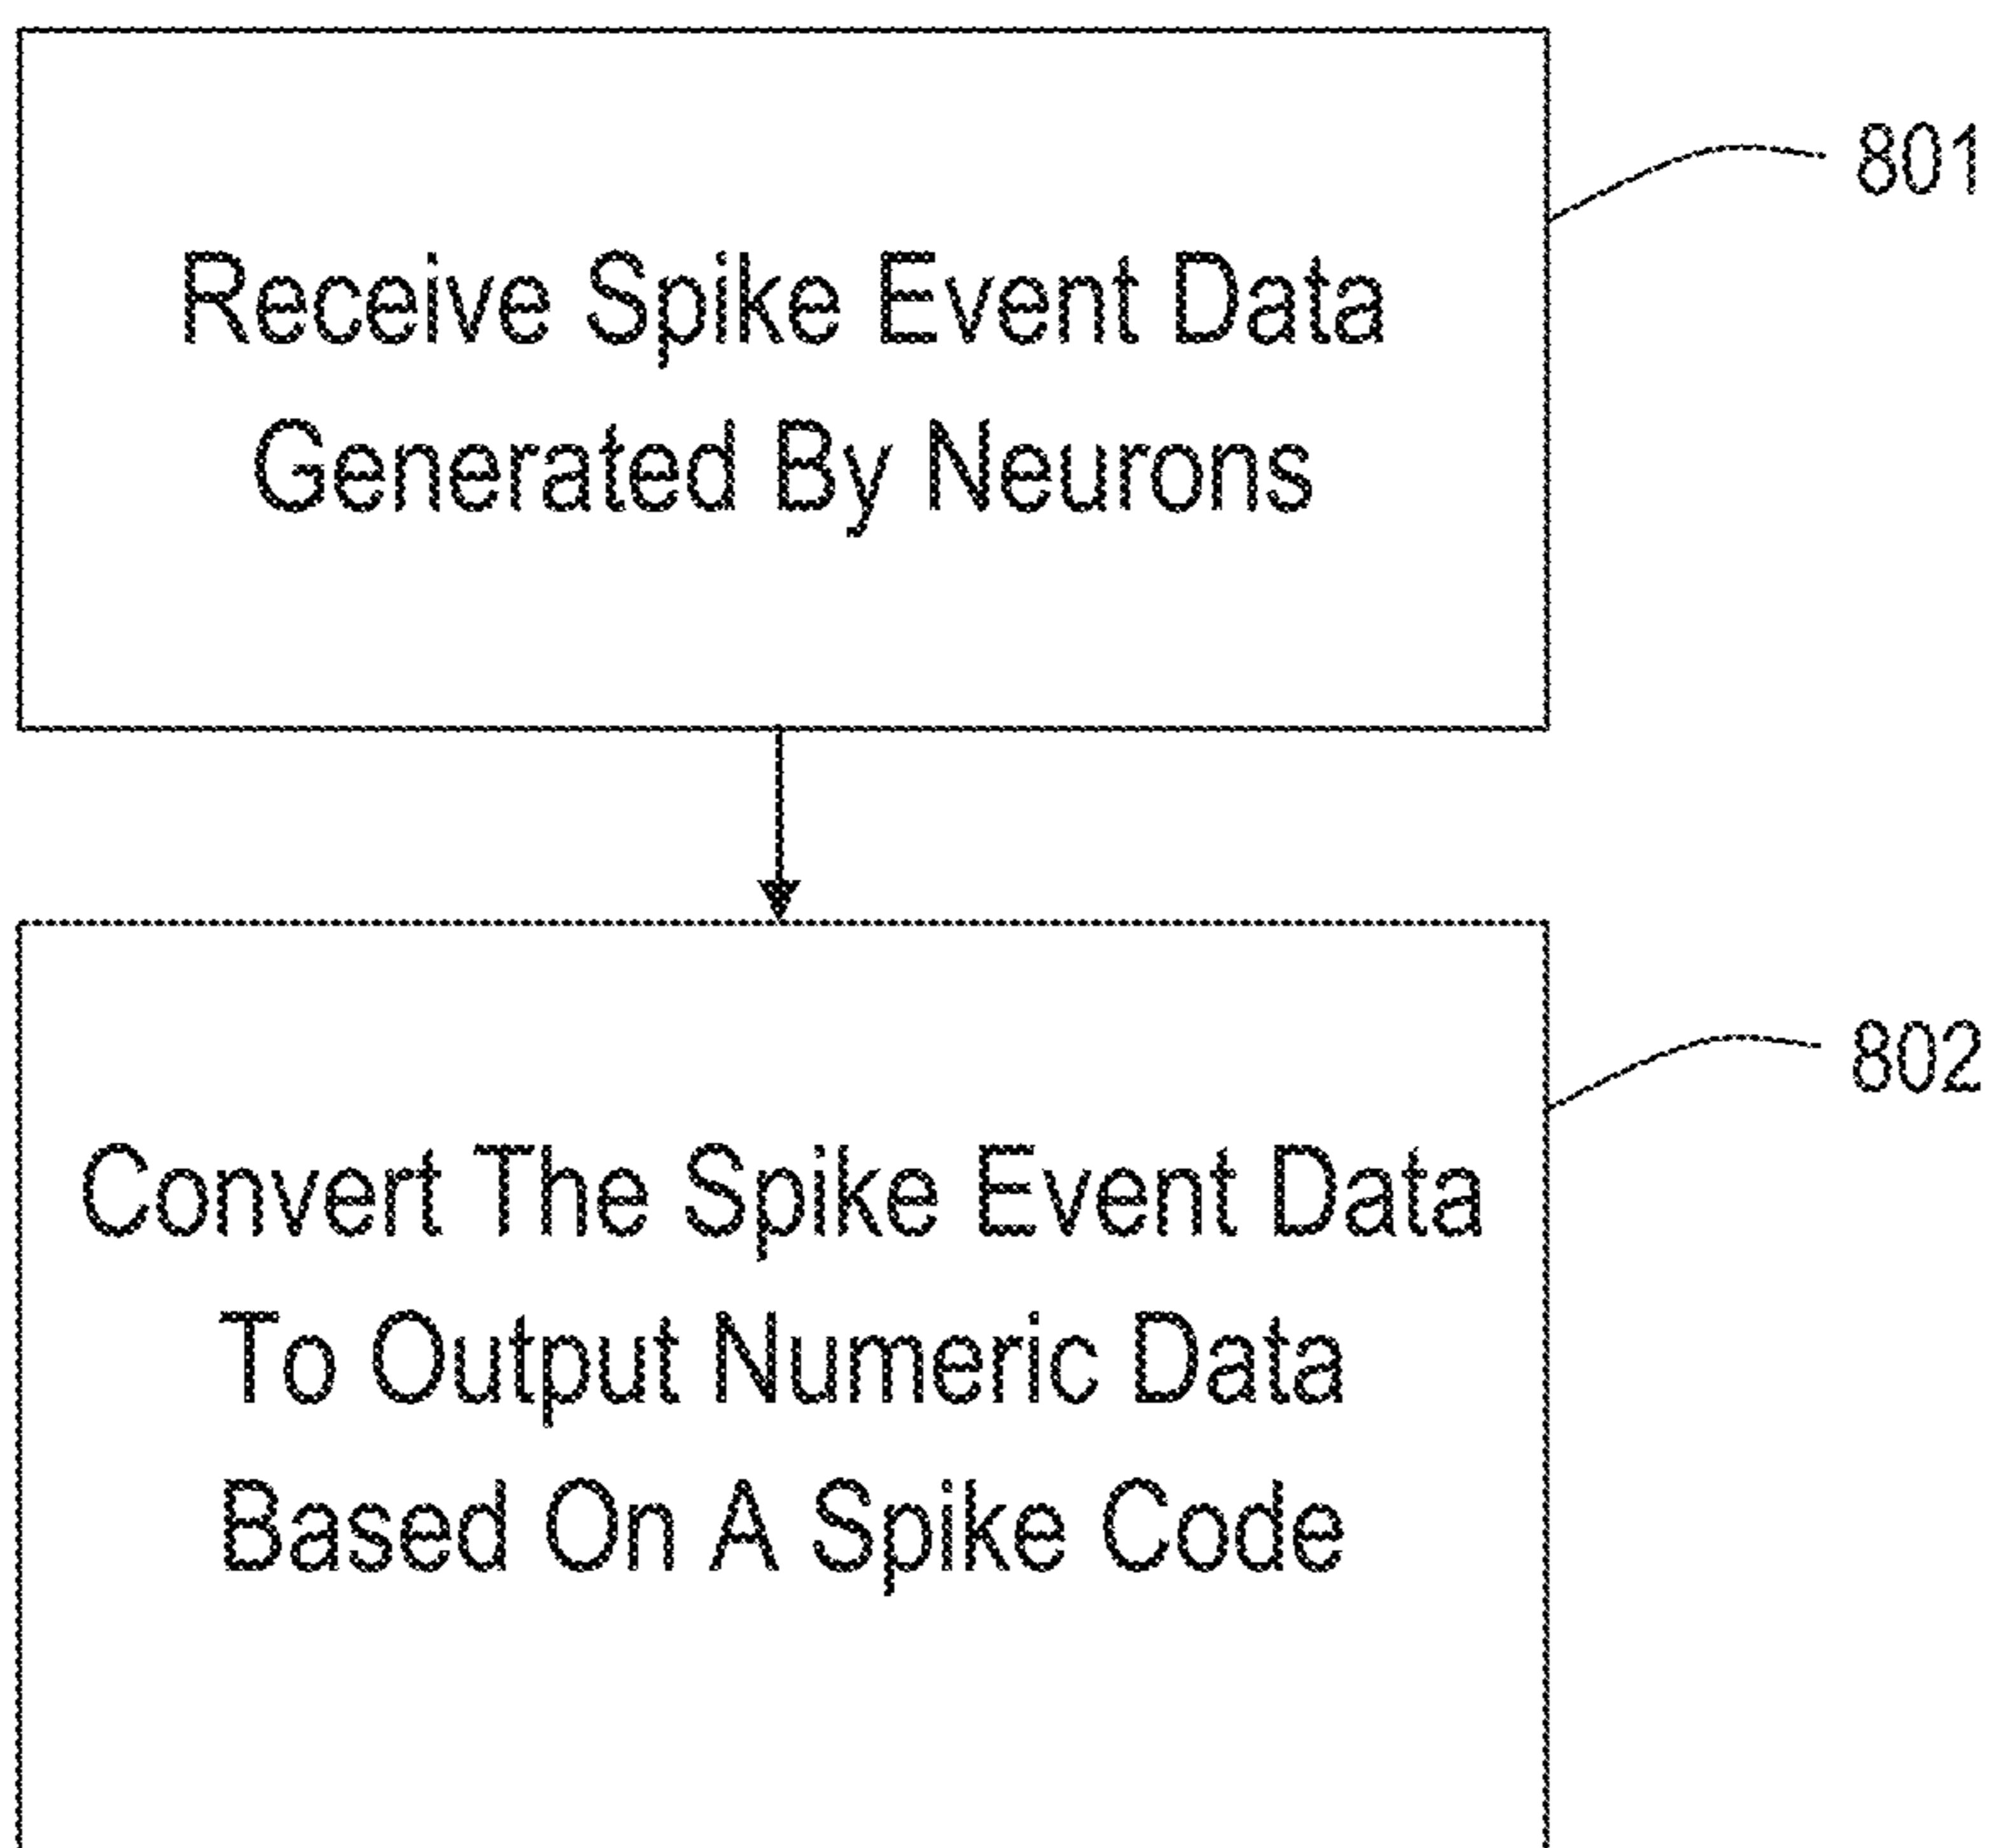 801
Receive Spike Event Data
Generated By Neurons
802
Convert The Spike Event Data
To Output Numeric Data
Based On A Spike Code